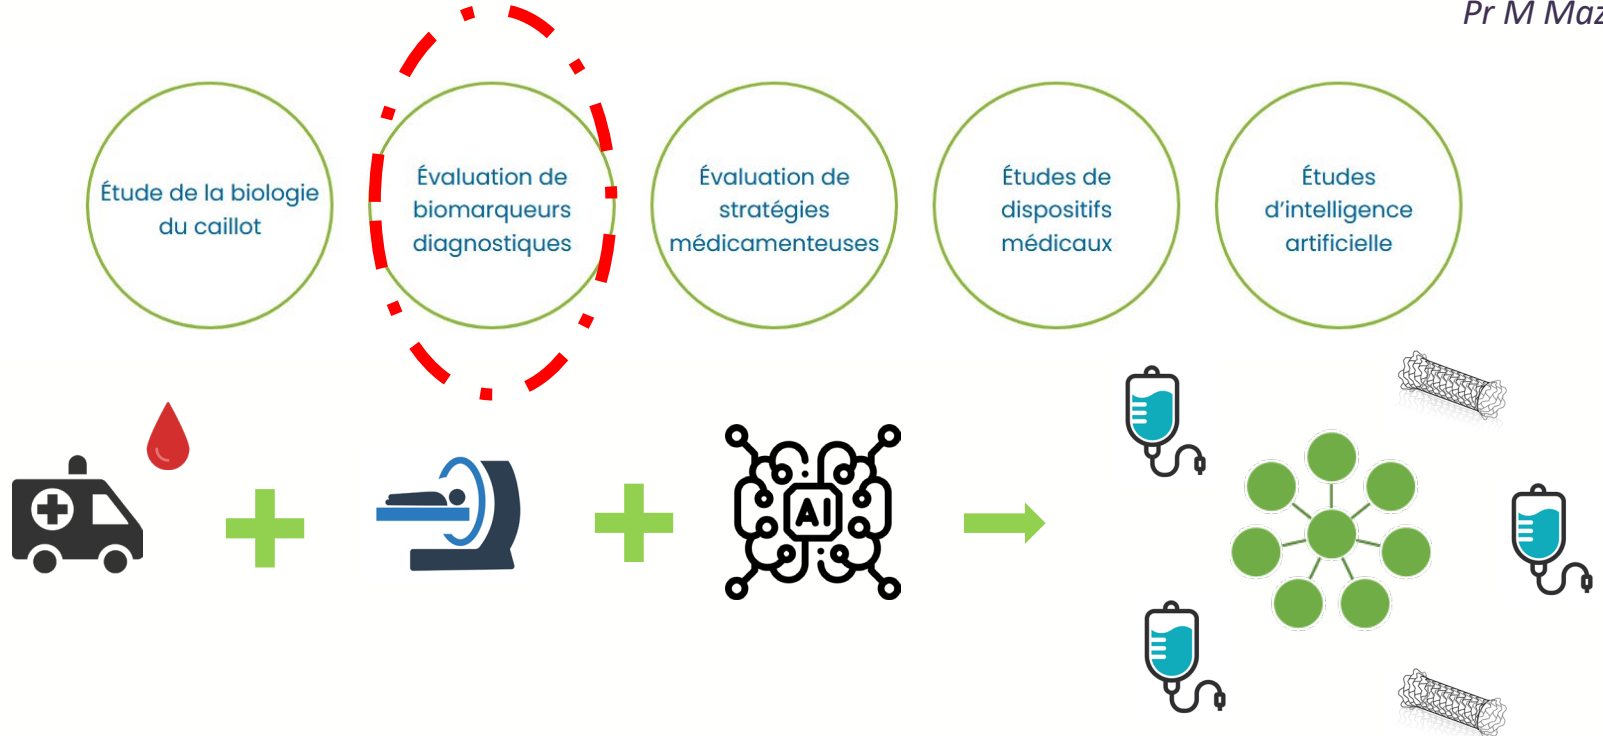 Pr M Maz
Étude de la biologie
du caillot
Évaluation de
biomarqueurs
diagnostiques
Évaluation de
stratégies
médicamenteuses
Études de
dispositifs
médicaux
Études
d'intelligence
artificielle
AI